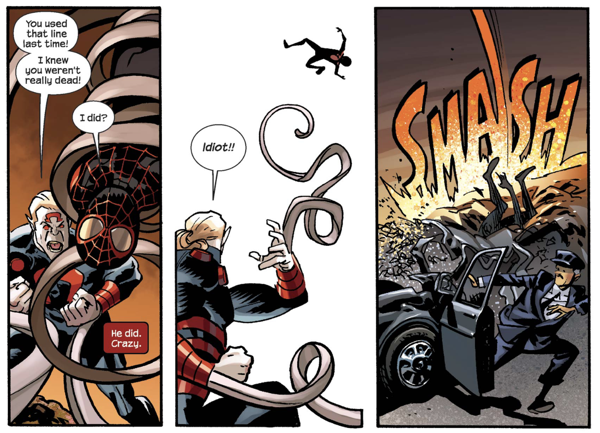 You used
that line
last time!
I knew
you weren't
really dead!
I did?
He did.
Crazy.
Idiot!!
SMASH